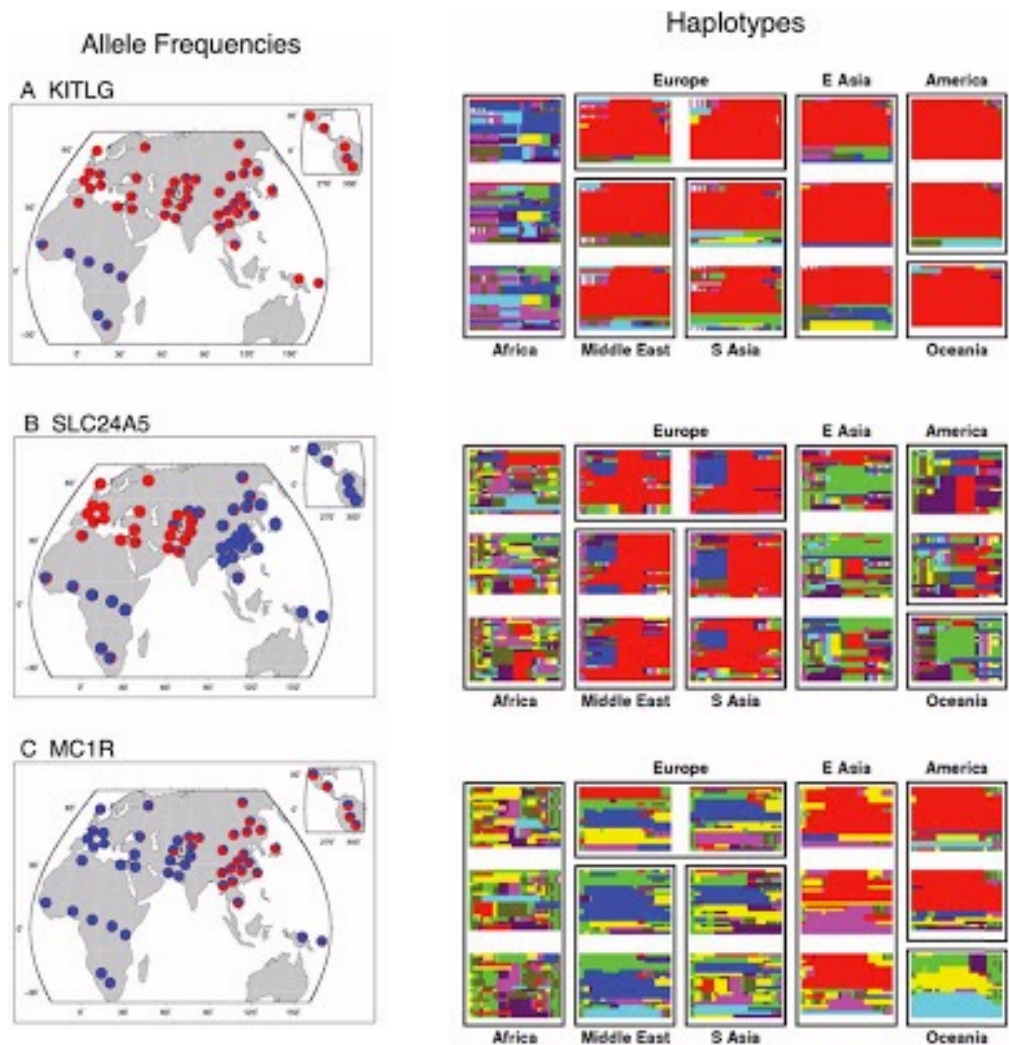 Allele Frequencies
Haplotypes
A KITLG
Europe
E Asia
America
Africa
Middle East
S Asia
Oceania
B SLC24A5
Europe
E Asia
America
Africa
Middle East
S Asia
Oceania
C MC1R
Europe
E Asia
America
Africa
Middle East
S Asia
Oceania